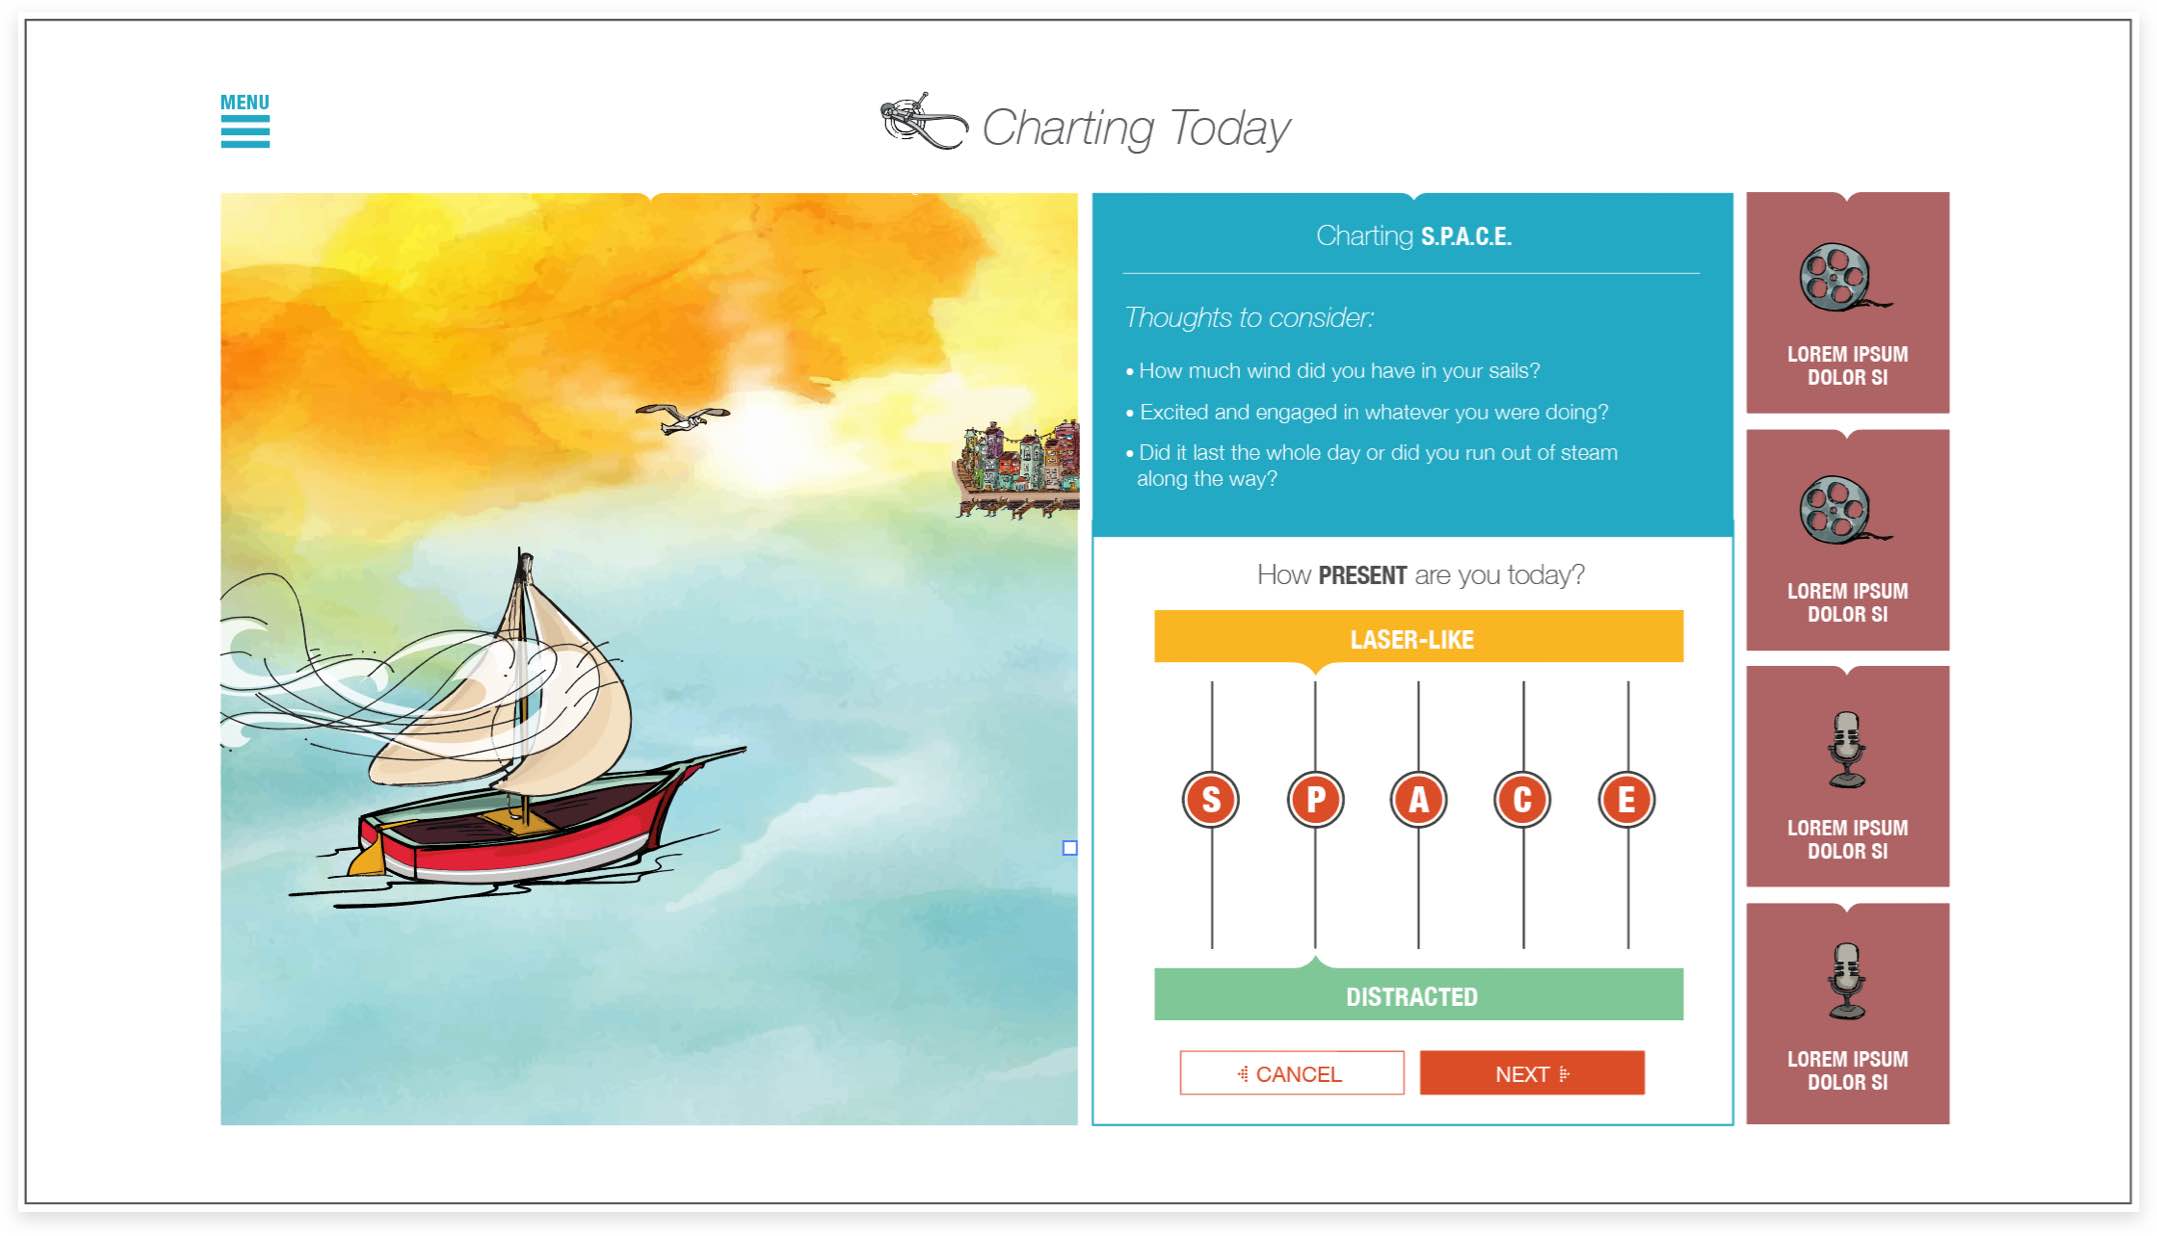 MENU
Charting Today
Charting S.P.A.C.E.
Thoughts to consider:
• How much wind did you have in your sails?
• Excited and engaged in whatever you were doing?
• Did it last the whole day or did you run out of steam
along the way?
How PRESENT are you today?
LASER-LIKE
S P A C E
DISTRACTED
CANCEL
NEXT
LOREM IPSUM
DOLOR SI
LOREM IPSUM
DOLOR SI
LOREM IPSUM
DOLOR SI
LOREM IPSUM
DOLOR SI